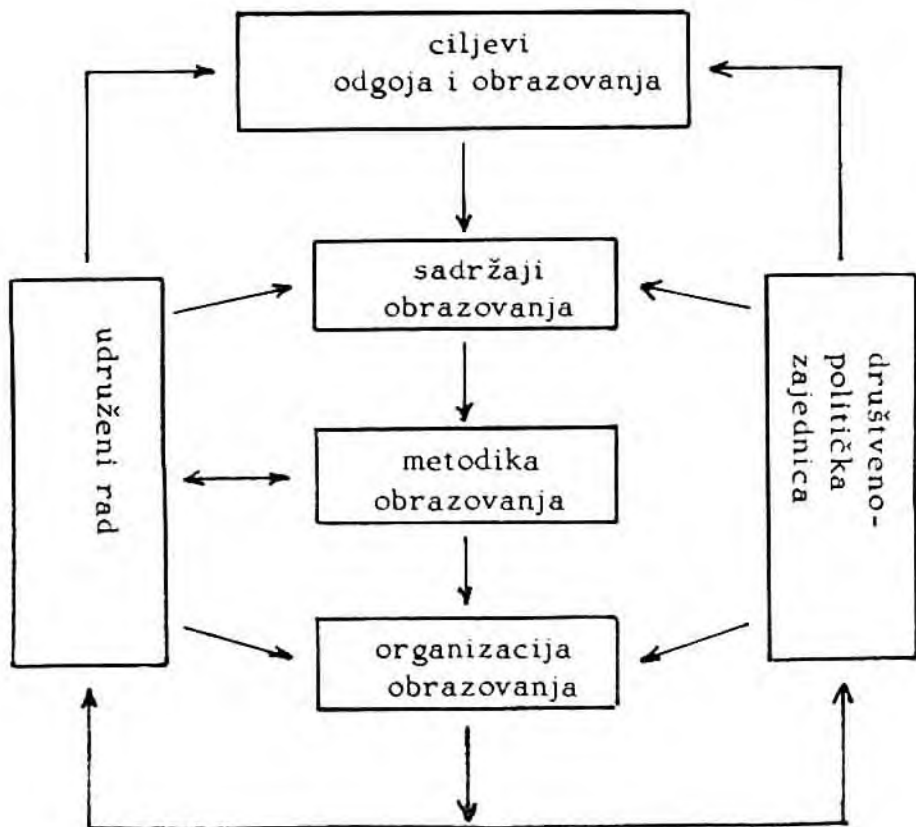 ciljevi
odgoja i obrazovanja
sadržaji
obrazovanja
udruženi rad
društveno-
politička
zajednica
metodika
obrazovanja
organizacija
obrazovanja